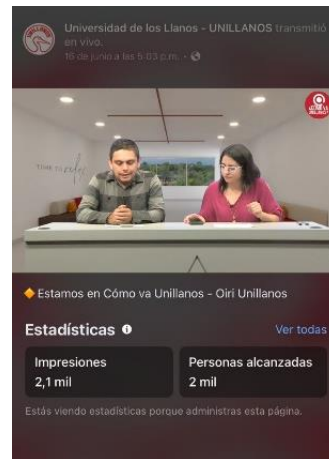 Universidad de los Llanos - UNILLANOS transmitió
en vivo.
16 de junio a las 5:03 p.m. •
Estamos en Cómo va Unillanos - Oiri Unillanos
Estadísticas
Ver todas
Impresiones
Personas alcanzadas
2,1 mil
2 mil
Estás viendo estadísticas porque administras esta página.